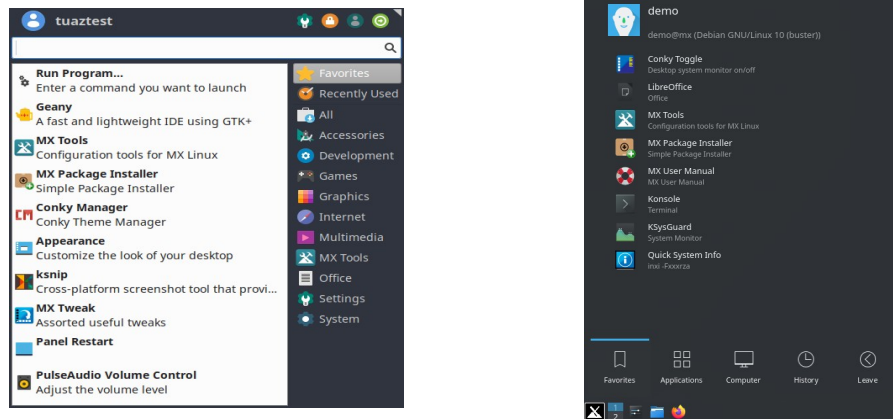 tuaztest
Run Program...
Enter a command you want to launch
Geany
A fast and lightweight IDE using GTK+
MX Tools
Configuration tools for MX Linux
MX Package Installer
Simple Package Installer
Conky Manager
Conky Theme Manager
Appearance
Customize the look of your desktop
ksnip
Cross-platform screenshot tool that provi...
MX Tweak
Assorted useful tweaks
Panel Restart
PulseAudio Volume Control
Adjust the volume level
Favorites
Recently Used
All
Accessories
Development
Games
Graphics
Internet
Multimedia
MX Tools
Office
Settings
System
demo
demo@mx (Debian GNU/Linux 10 (buster))
Conky Toggle
Desktop system monitor on/off
LibreOffice
Office
MX Tools
Configuration tools for MX Linux
MX Package Installer
Simple Package Installer
MX User Manual
MX User Manual
Konsole
Terminal
KSysGuard
System Monitor
Quick System Info
inxi -Fxxxrza
Favorites Applications Computer History Leave
1
2